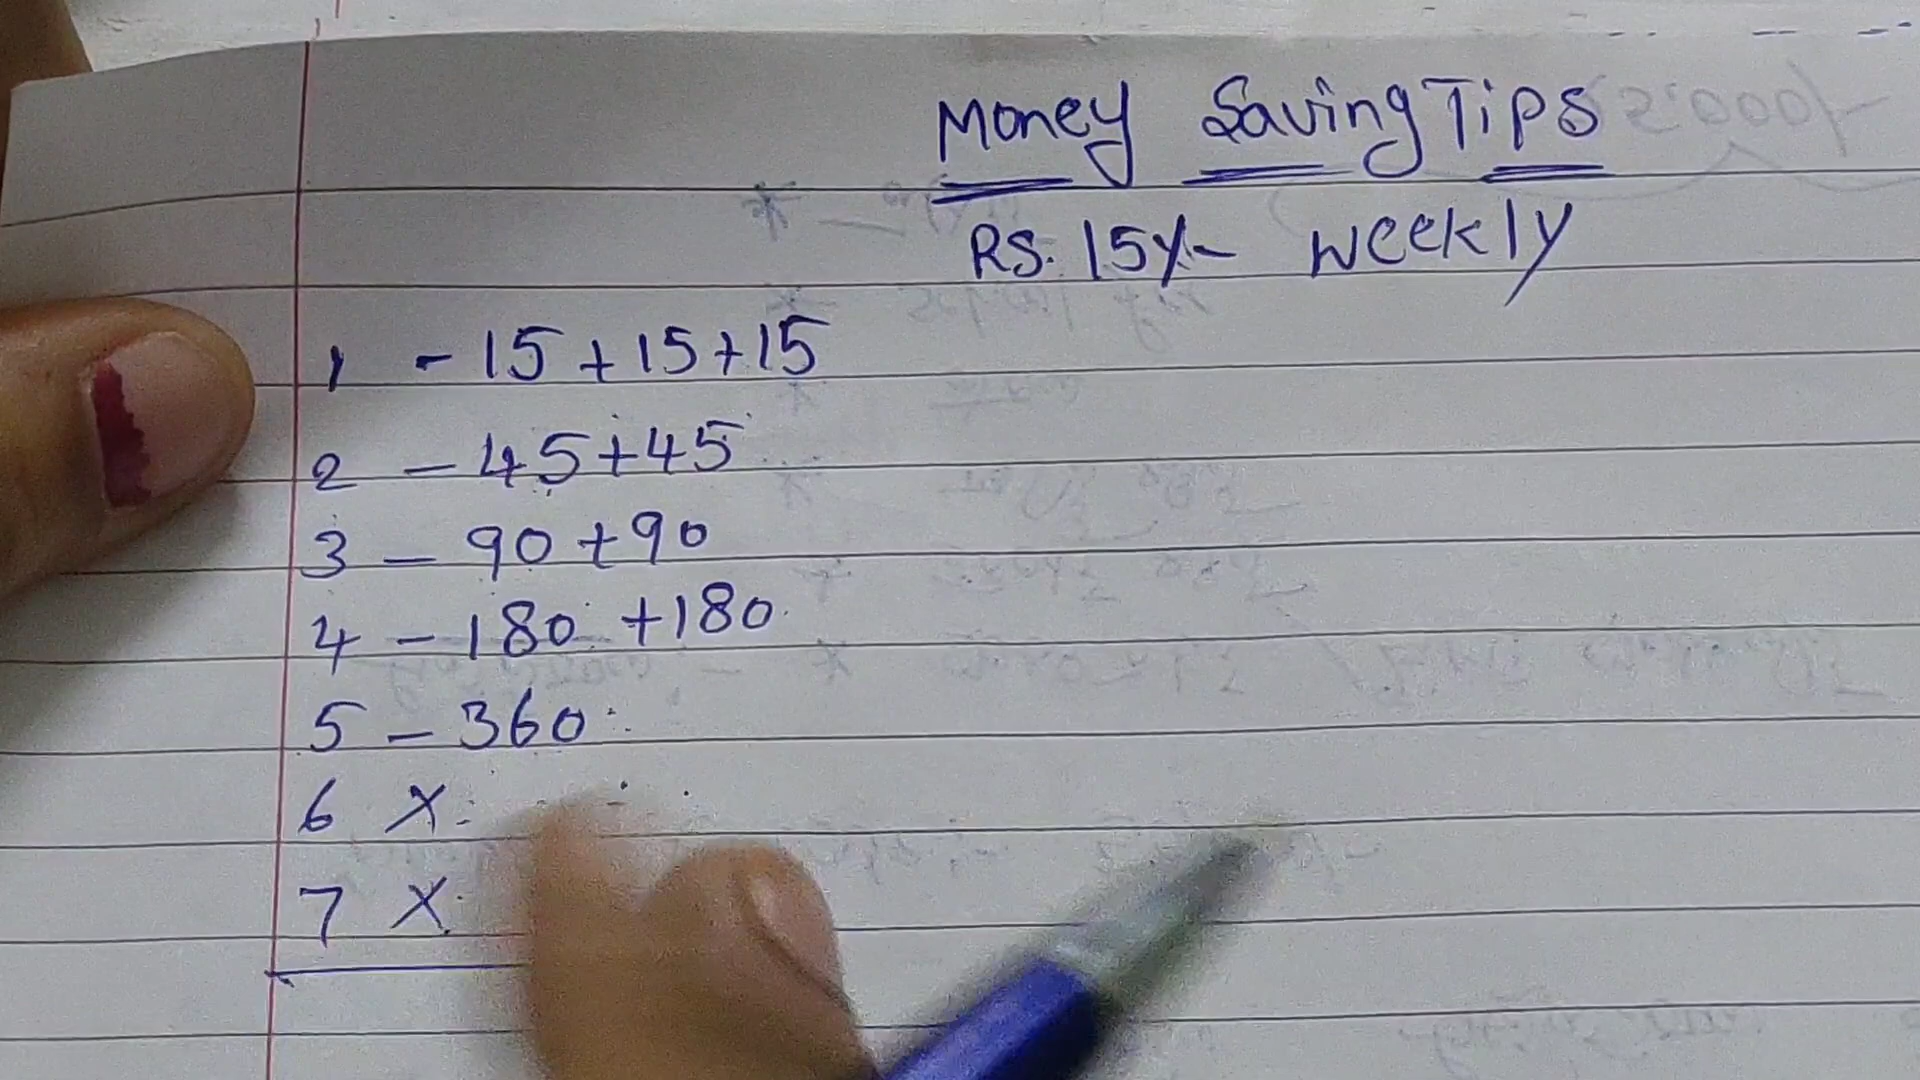 Money Saving Tips
RS. 15/- weekly
1 - 15 + 15 + 15
2 - 45 + 45
3 - 90 + 90
4 - 180 + 180
5 - 360
6 X
7 X